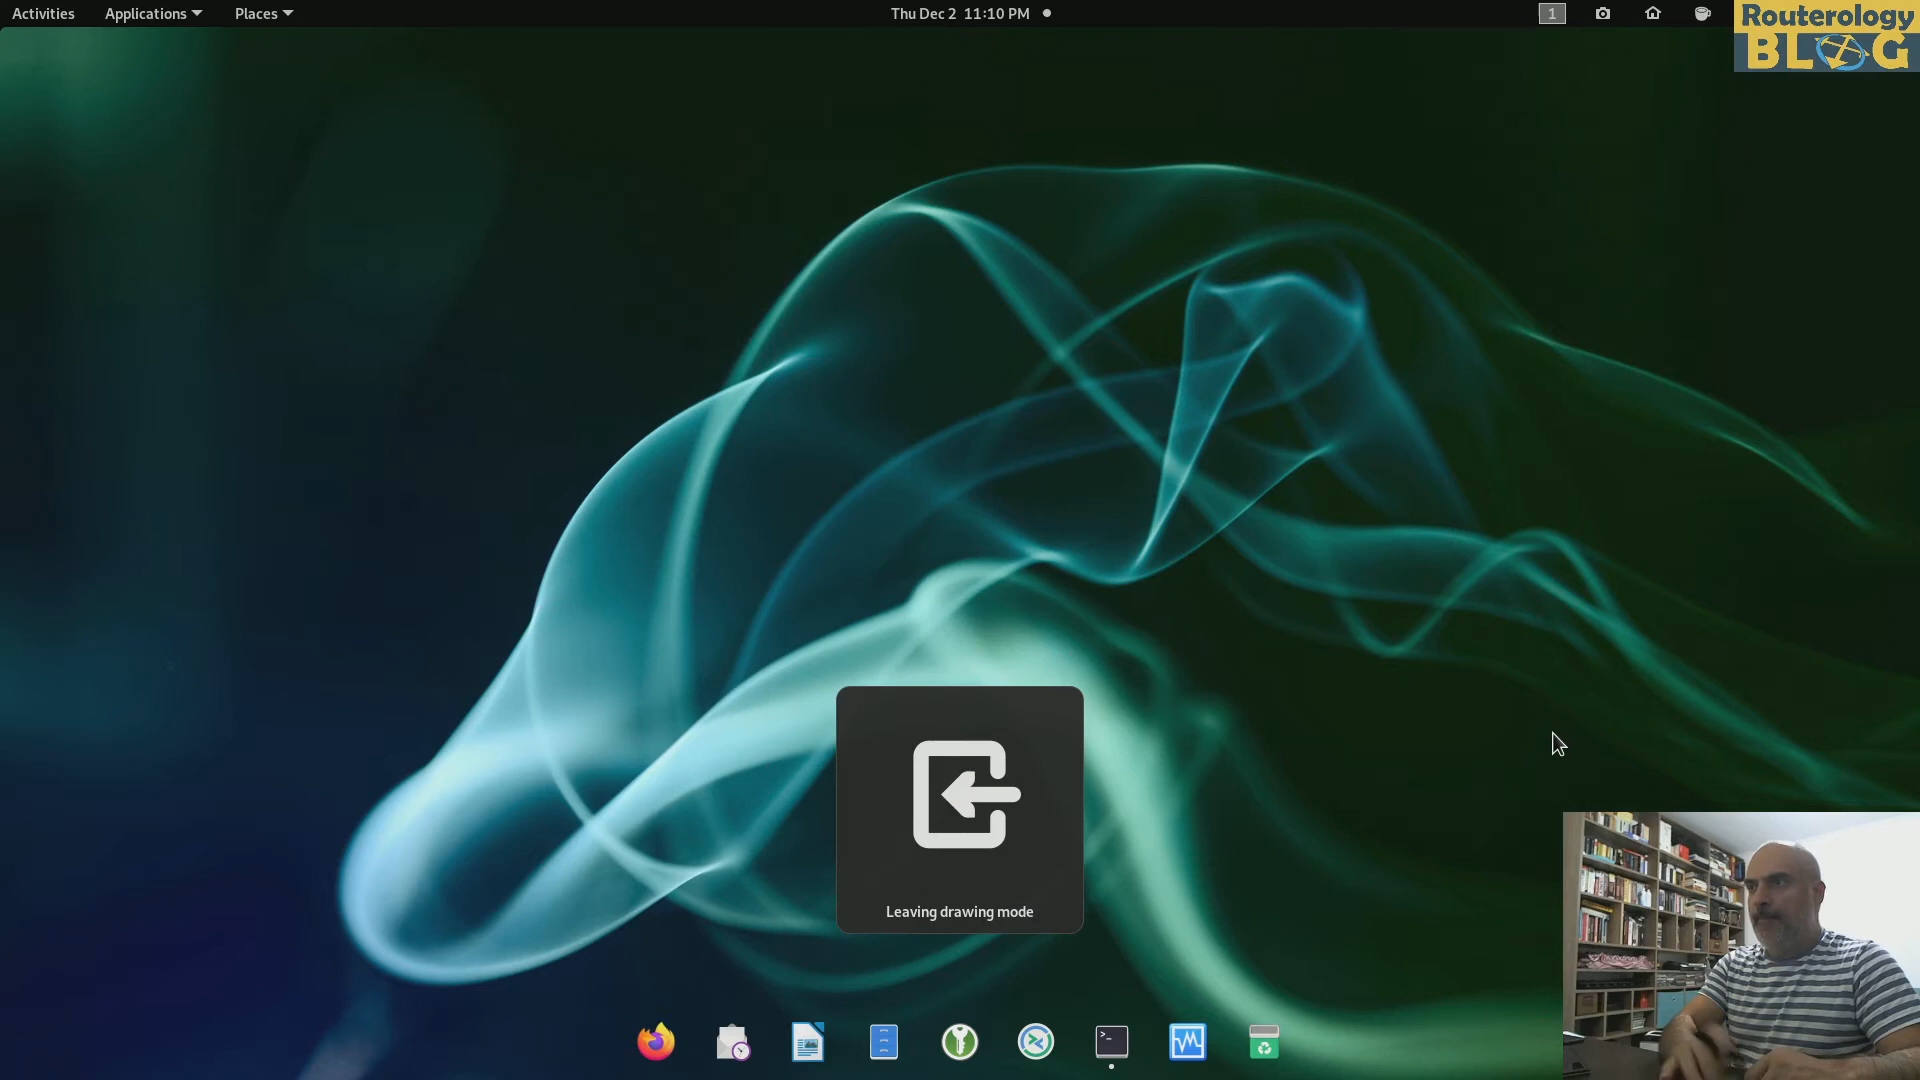 Activities Applications Places Thu Dec 2 11:10 PM 1
Routerology
BLOG
Leaving drawing mode